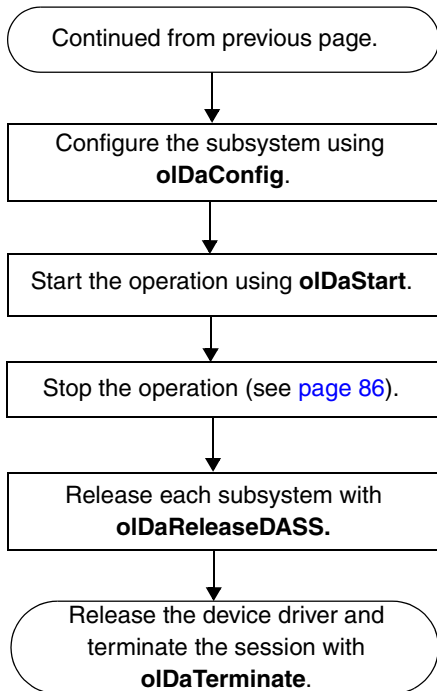 Continued from previous page.
Configure the subsystem using
olDaConfig.
Start the operation using olDaStart.
Stop the operation (see page 86).
Release each subsystem with
olDaReleaseDASS.
Release the device driver and
terminate the session with
olDaTerminate.